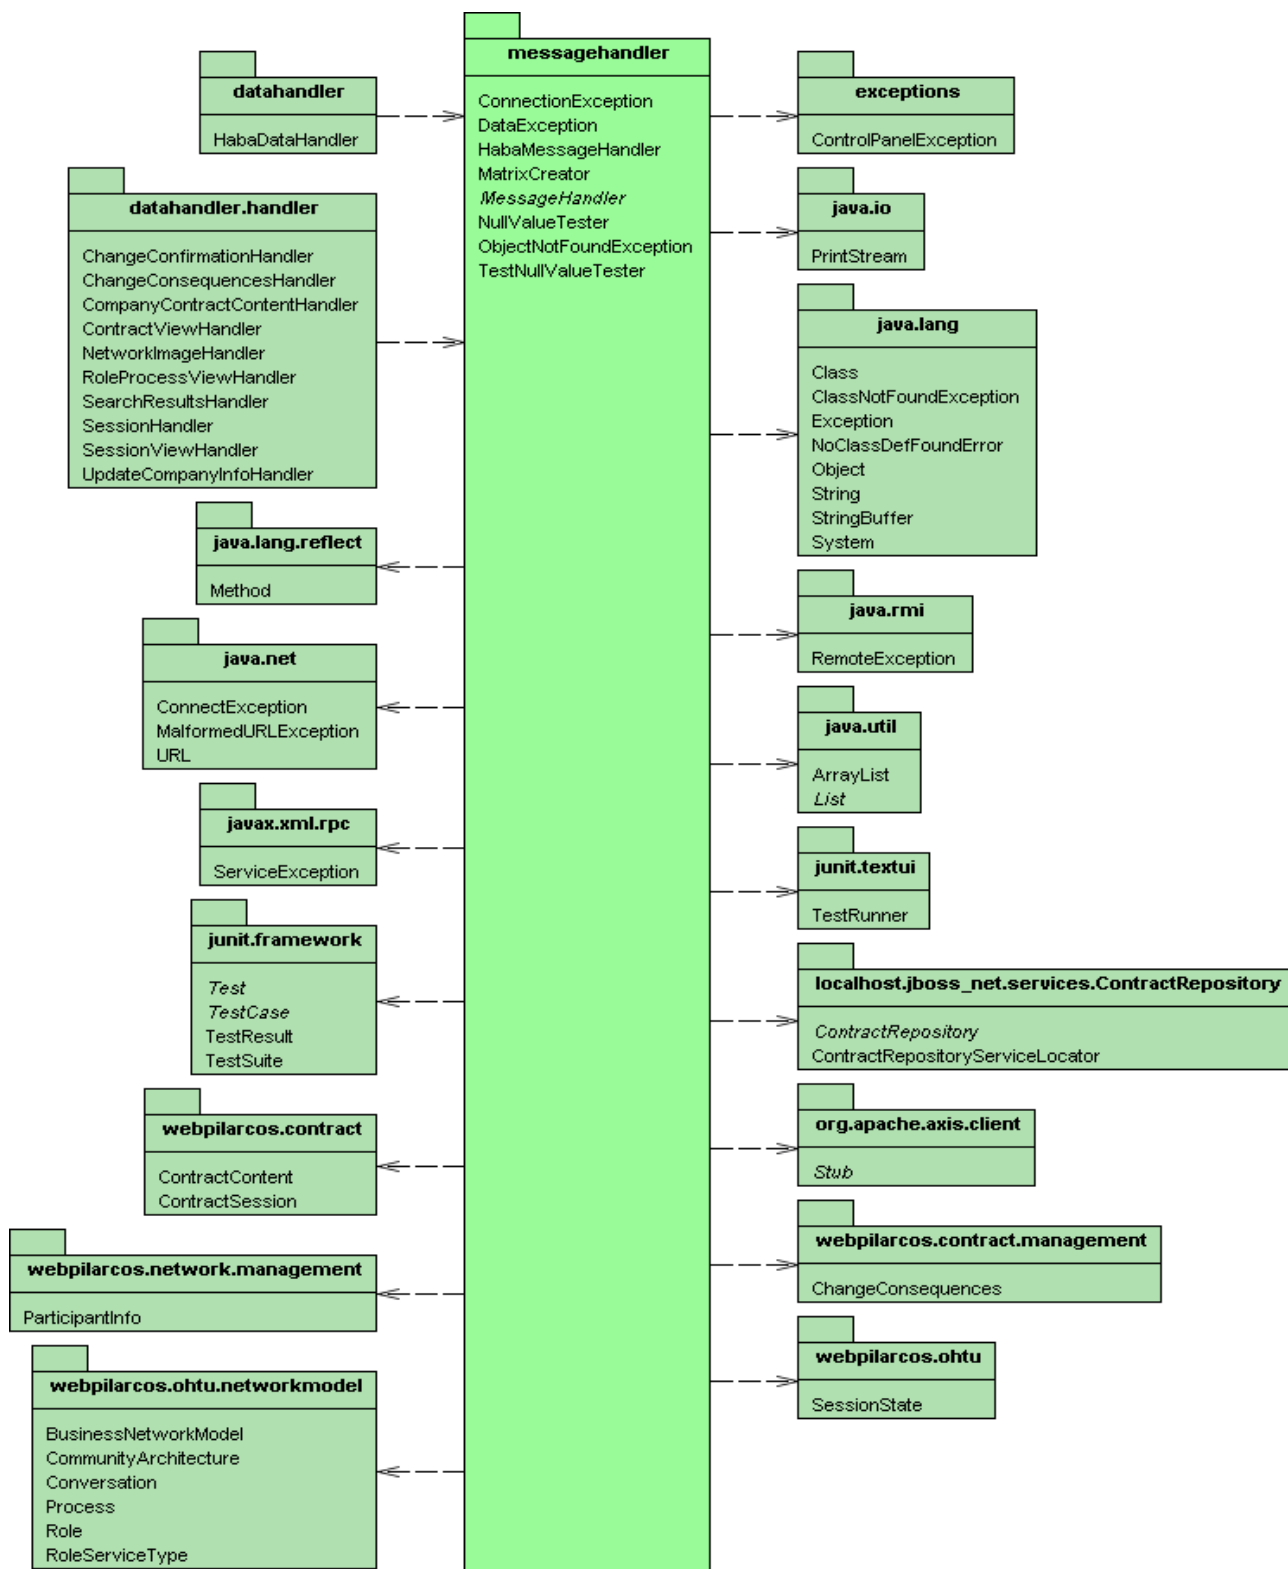 messagehandler
ConnectionException
DataException
HabaMessageHandler
MatrixCreator
MessageHandler
NullValueTester
ObjectNotFoundException
TestNullValueTester
datahandler
HabaDataHandler
datahandler.handler
ChangeConfirmationHandler
ChangeConsequencesHandler
CompanyContractContentHandler
ContractViewHandler
NetworkImageHandler
RoleProcessViewHandler
SearchResultsHandler
SessionHandler
SessionViewHandler
UpdateCompanyInfoHandler
java.lang.reflect
Method
java.net
ConnectException
MalformedURLException
URL
javax.xml.rpc
ServiceException
junit.framework
Test
TestCase
TestResult
TestSuite
webpilarcos.contract
ContractContent
ContractSession
webpilarcos.network.management
ParticipantInfo
webpilarcos.ohtu.networkmodel
BusinessNetworkModel
CommunityArchitecture
Conversation
Process
Role
RoleServiceType
exceptions
ControlPanelException
java.io
PrintStream
java.lang
Class
ClassNotFoundException
Exception
NoClassDefFoundError
Object
String
StringBuffer
System
java.rmi
RemoteException
java.util
ArrayList
List
junit.textui
TestRunner
localhost.jboss_net.services.ContractRepository
ContractRepository
ContractRepositoryServiceLocator
org.apache.axis.client
Stub
webpilarcos.contract.management
ChangeConsequences
webpilarcos.ohtu
SessionState